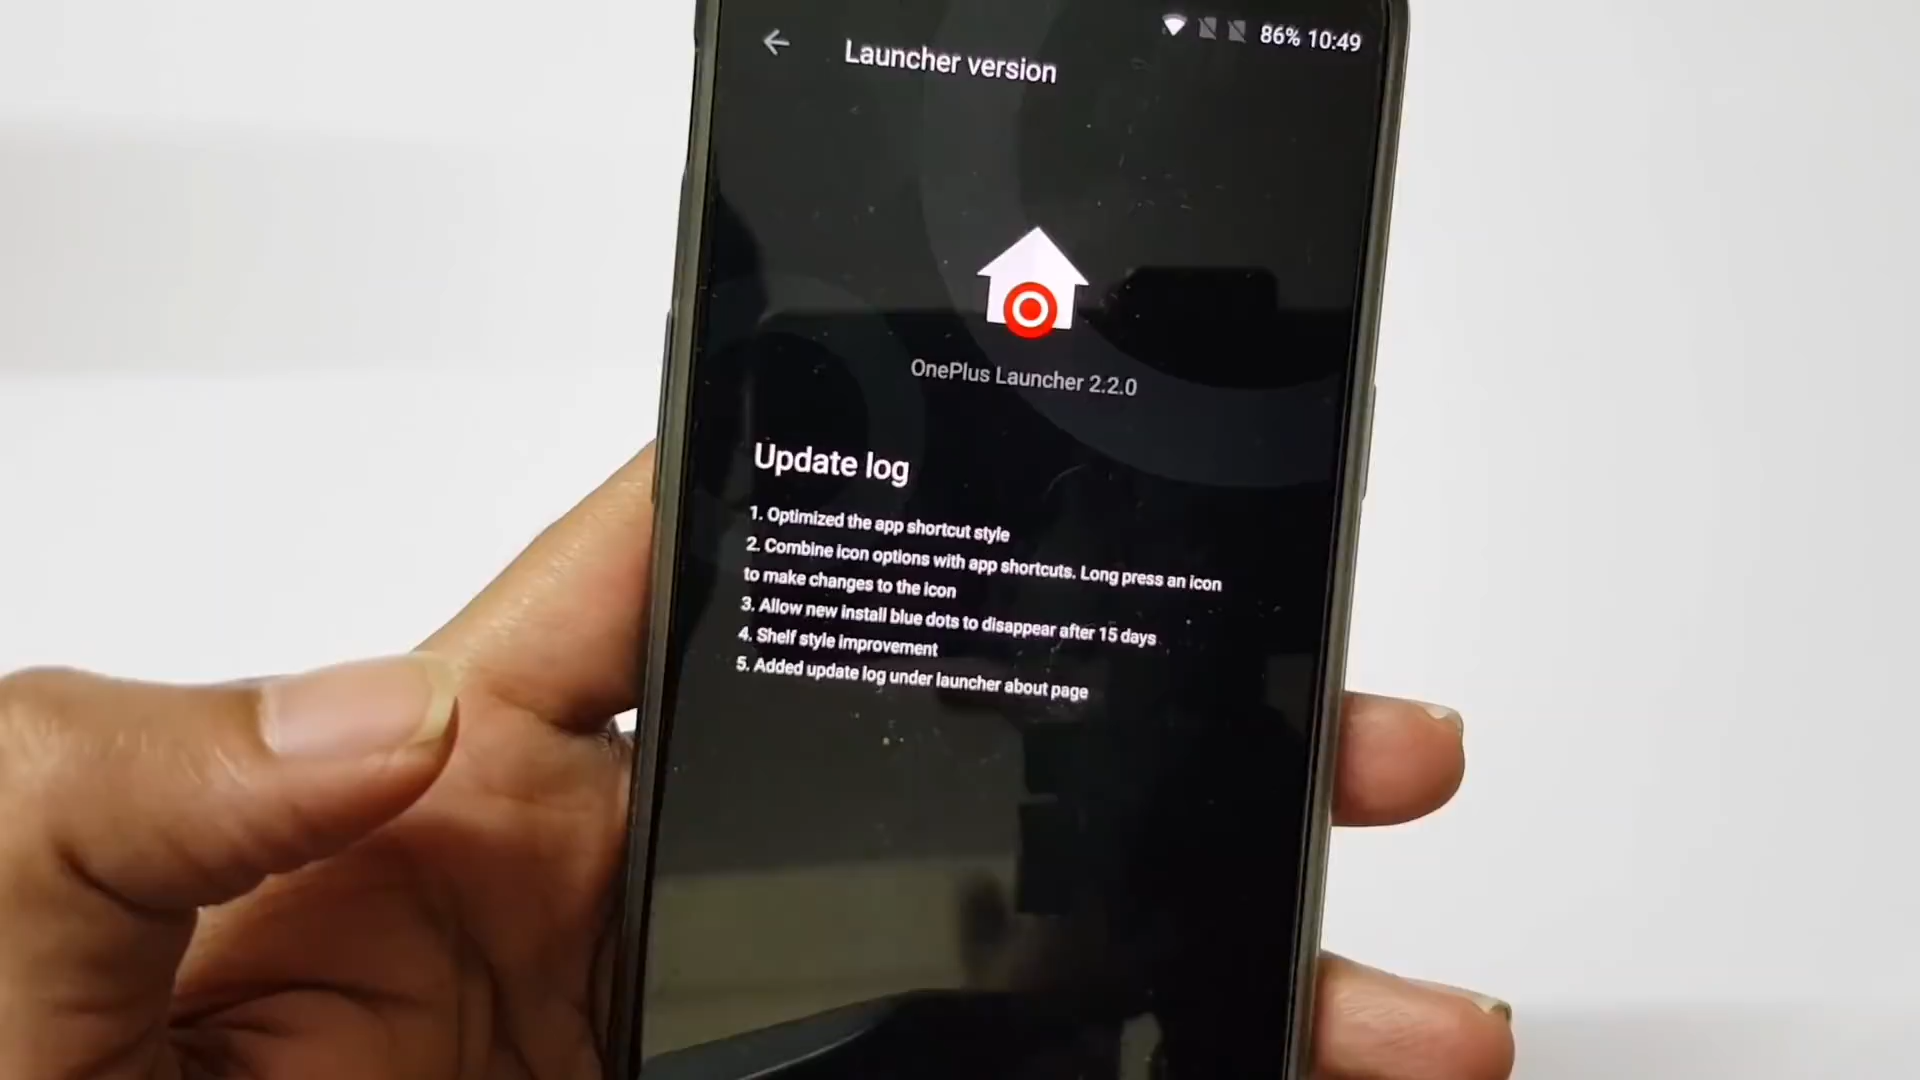 86% 10:49
Launcher version
OnePlus Launcher 2.2.0
Update log
1. Optimized the app shortcut style
2. Combine icon options with app shortcuts. Long press an icon
to make changes to the icon
3. Allow new install blue dots to disappear after 15 days
4. Shelf style improvement
5. Added update log under launcher about page